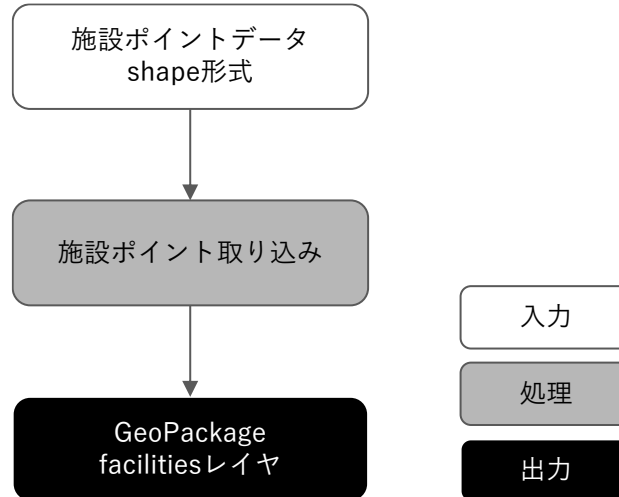 施設ポイントデータ
shape形式
施設ポイント取り込み
GeoPackage
facilitiesレイヤ
入力
処理
出力